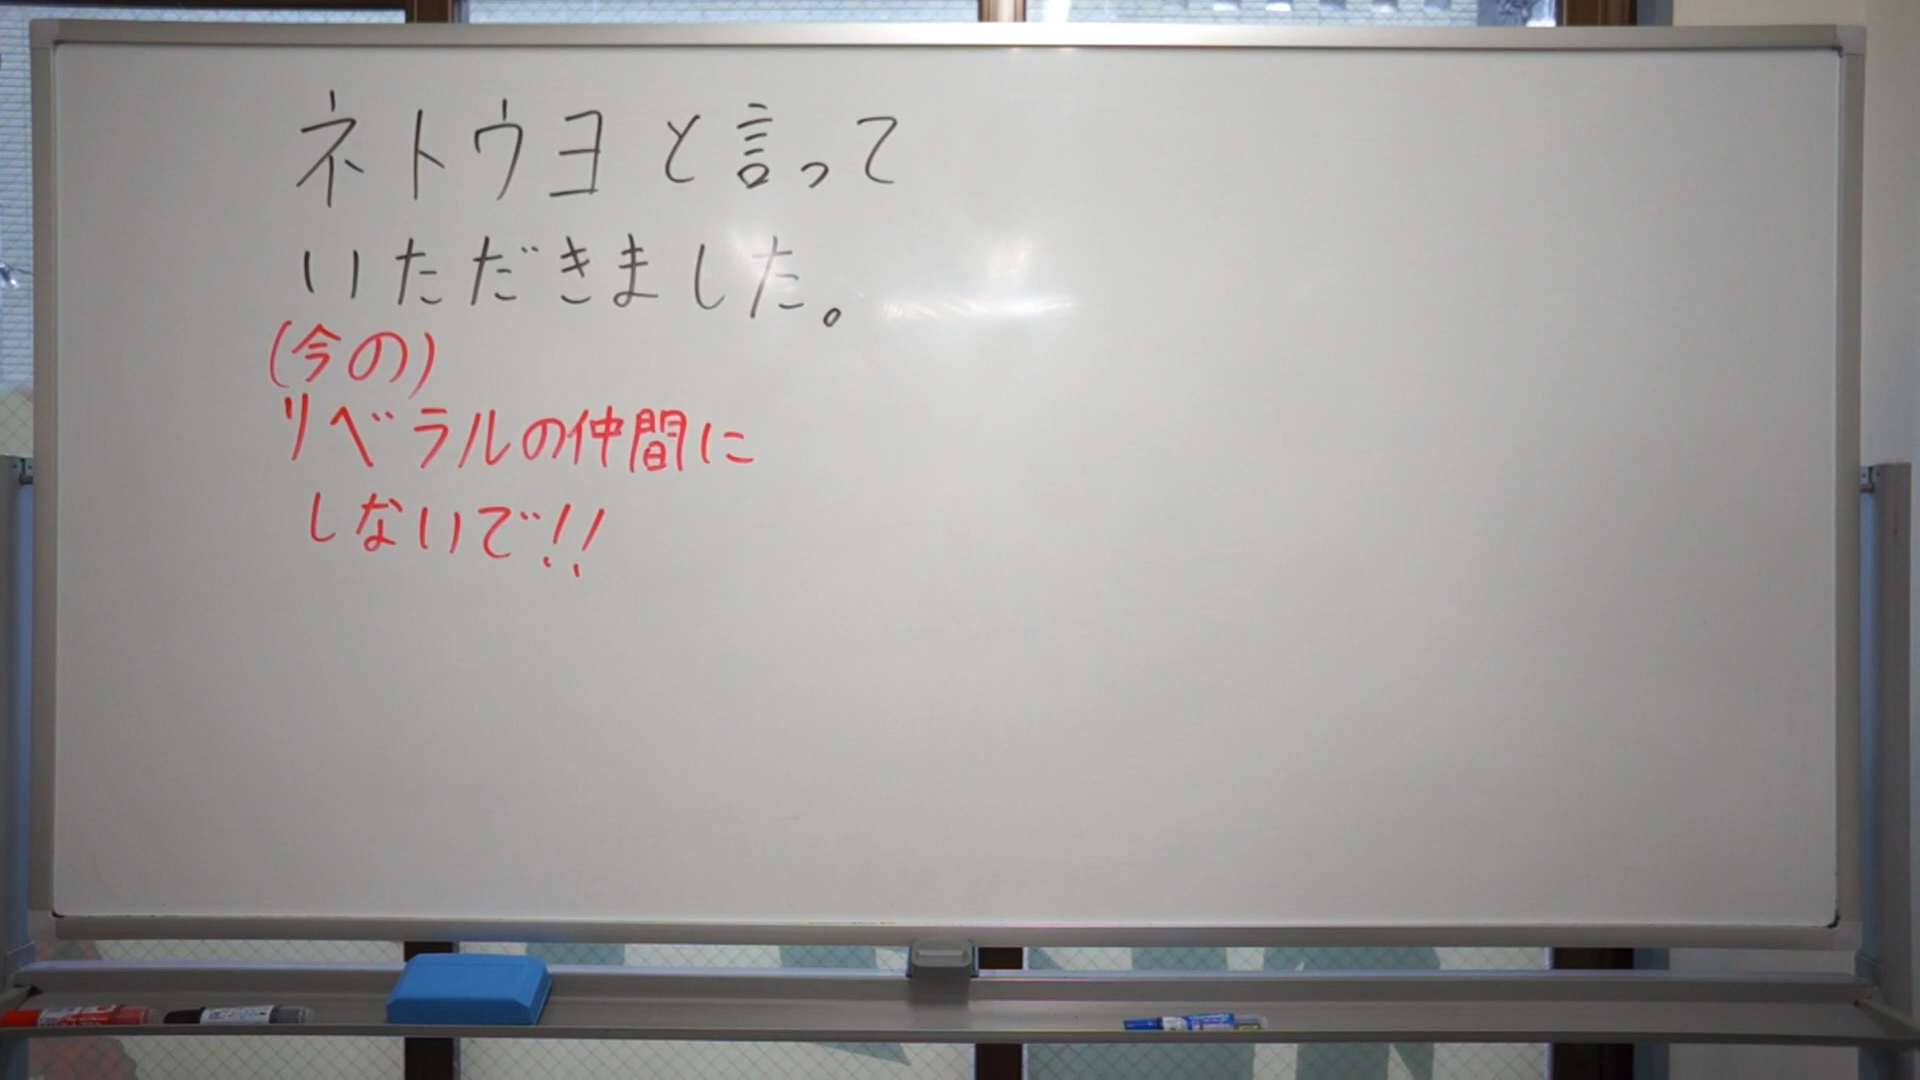 ネトウヨと言って
いただきました。
(今の)
リベラルの仲間に
しないで!!